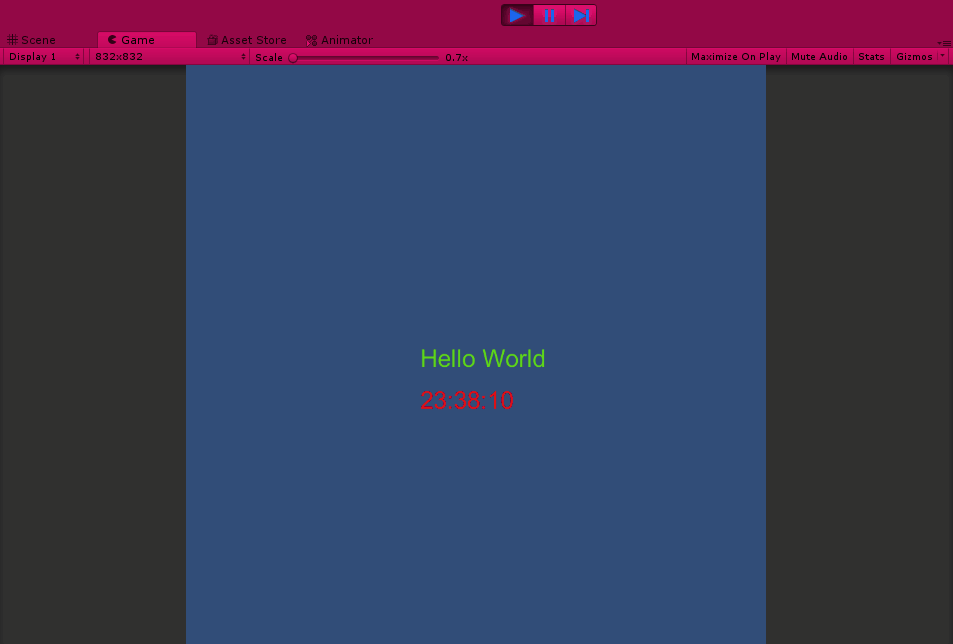 Scene Game Asset Store Animator
Display 1 832x832 Scale 0.7x Maximize On Play Mute Audio Stats Gizmos
Hello World
23:38:10